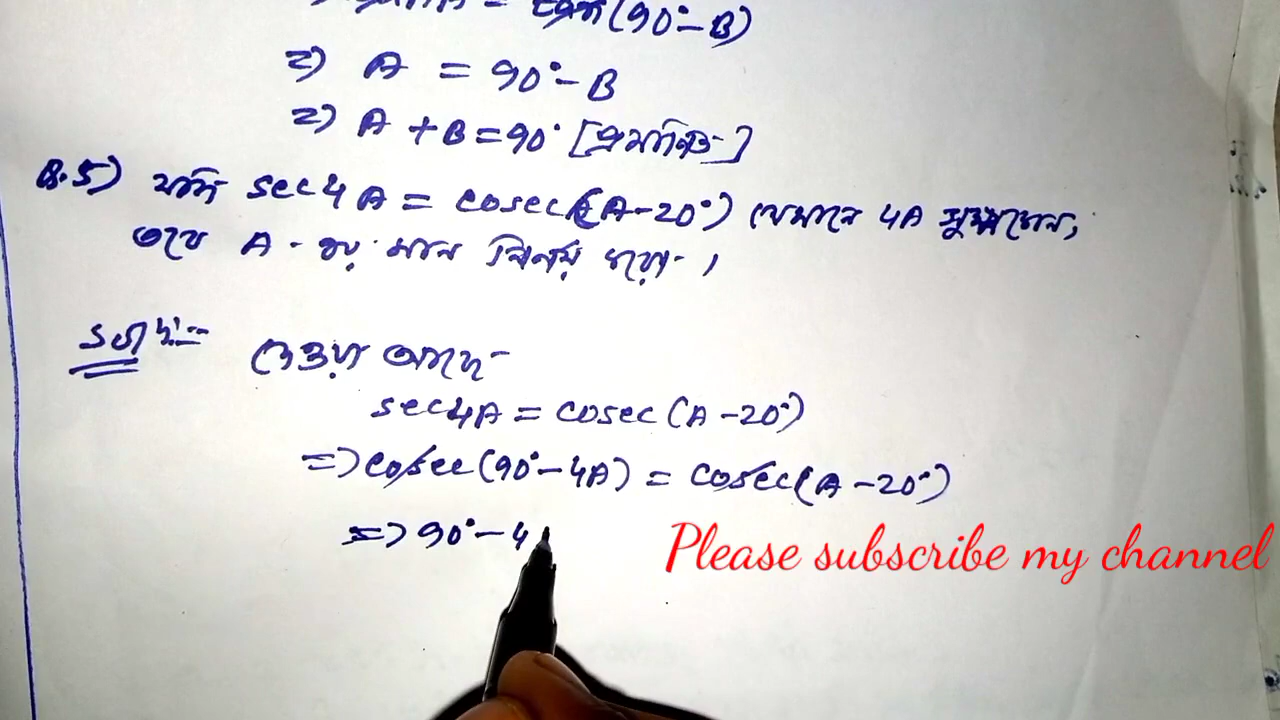 (90°-B)
=> A = 90°-B
=> A + B = 90° [প্রমাণিত]
Q.5) যদি sec4A = cosec(A-20°) যেখানে 4A সূক্ষ্মকোণ,
তবে A-র মান নির্ণয় করো।
দেওয়া আছে-
sec4A = cosec(A-20°)
=> cosec(90°-4A) = cosec(A-20°)
=> 90°-4
Please subscribe my channel